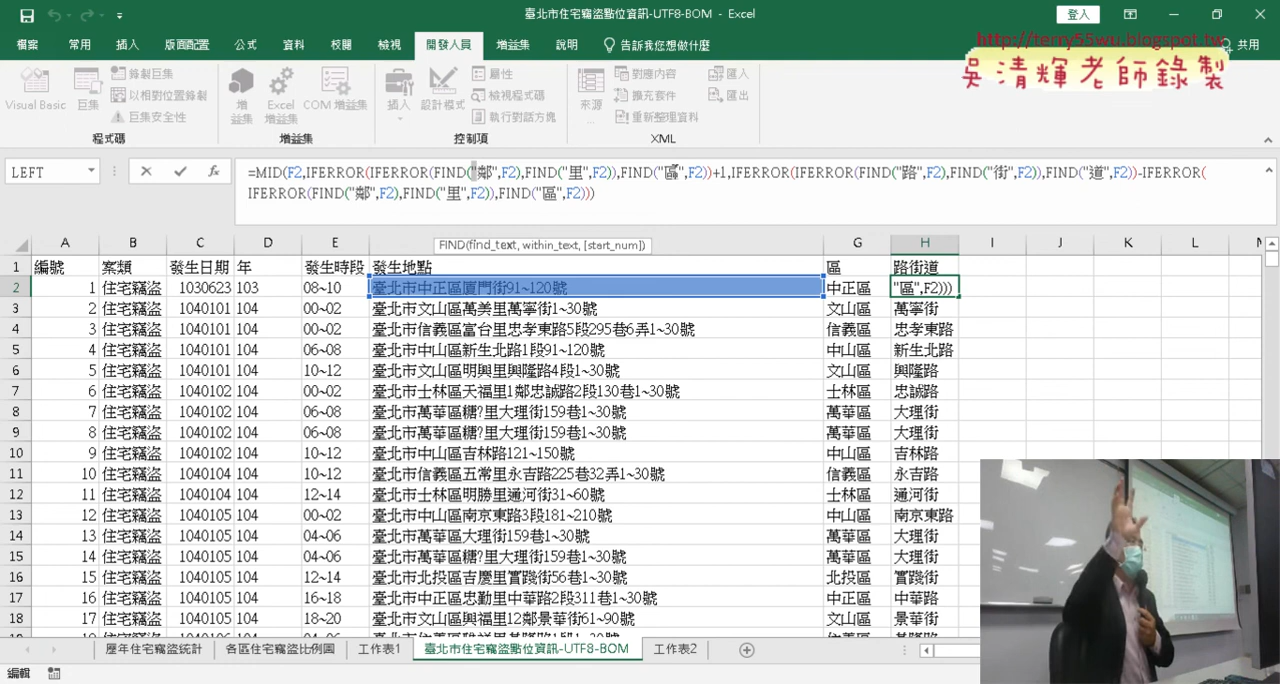 臺北市住宅竊盜點位資訊-UTF8-BOM - Excel
登入
檔案 常用 插入 版面配置 公式 資料 校閱 檢視 開發人員 增益集 說明 告訴我您想做什麼 共用
http://terry55wu.blogspot.tw
吳清輝老師錄製
Visual Basic 巨集 錄製巨集 以相對位置錄製 巨集安全性
增益集 Excel 增益集 COM 增益集
插入 設計模式 屬性 檢視程式碼 執行對話方塊
來源 對應內容 擴充套件 重新整理資料 匯入 匯出
程式碼 增益集 控制項 XML
LEFT
=MID(F2,IFERROR(IFERROR(FIND("鄰",F2),FIND("里",F2)),FIND("區",F2))+1,IFERROR(IFERROR(FIND("路",F2),FIND("街",F2)),FIND("道",F2))-IFERROR(
IFERROR(FIND("鄰",F2),FIND("里",F2)),FIND("區",F2)))
FIND(find_text, within_text, [start_num])
A B C D E G H I J K L M
1 編號 案類 發生日期 年 發生時段 發生地點 區 路街道
2 1 住宅竊盜 1030623 103 08~10 臺北市中正區廈門街91~120號 中正區 "區",F2)))
3 2 住宅竊盜 1040101 104 00~02 臺北市文山區萬美里萬寧街1~30號 文山區 萬寧街
4 3 住宅竊盜 1040101 104 00~02 臺北市信義區富台里忠孝東路5段295巷6弄1~30號 信義區 忠孝東路
5 4 住宅竊盜 1040101 104 06~08 臺北市中山區新生北路1段91~120號 中山區 新生北路
6 5 住宅竊盜 1040101 104 10~12 臺北市文山區明興里興隆路4段1~30號 文山區 興隆路
7 6 住宅竊盜 1040102 104 00~02 臺北市士林區天福里1鄰忠誠路2段130巷1~30號 士林區 忠誠路
8 7 住宅竊盜 1040102 104 06~08 臺北市萬華區糖?里大理街159巷1~30號 萬華區 大理街
9 8 住宅竊盜 1040102 104 06~08 臺北市萬華區糖?里大理街159巷1~30號 萬華區 大理街
10 9 住宅竊盜 1040102 104 10~12 臺北市中山區吉林路121~150號 中山區 吉林路
11 10 住宅竊盜 1040104 104 10~12 臺北市信義區五常里永吉路225巷32弄1~30號 信義區 永吉路
12 11 住宅竊盜 1040104 104 12~14 臺北市士林區明勝里通河街31~60號 士林區 通河街
13 12 住宅竊盜 1040105 104 00~02 臺北市中山區南京東路3段181~210號 中山區 南京東路
14 13 住宅竊盜 1040105 104 04~06 臺北市萬華區大理街159巷1~30號 萬華區 大理街
15 14 住宅竊盜 1040105 104 04~06 臺北市萬華區糖?里大理街159巷1~30號 萬華區 大理街
16 15 住宅竊盜 1040105 104 12~14 臺北市北投區吉慶里實踐街56巷1~30號 北投區 實踐街
17 16 住宅竊盜 1040105 104 16~18 臺北市中正區忠勤里中華路2段311巷1~30號 中正區 中華路
18 17 住宅竊盜 1040105 104 18~20 臺北市文山區興福里12鄰景華街61~90號 文山區 景華街
歷年住宅竊盜統計 各區住宅竊盜比例圖 工作表1 臺北市住宅竊盜點位資訊-UTF8-BOM 工作表2
編輯